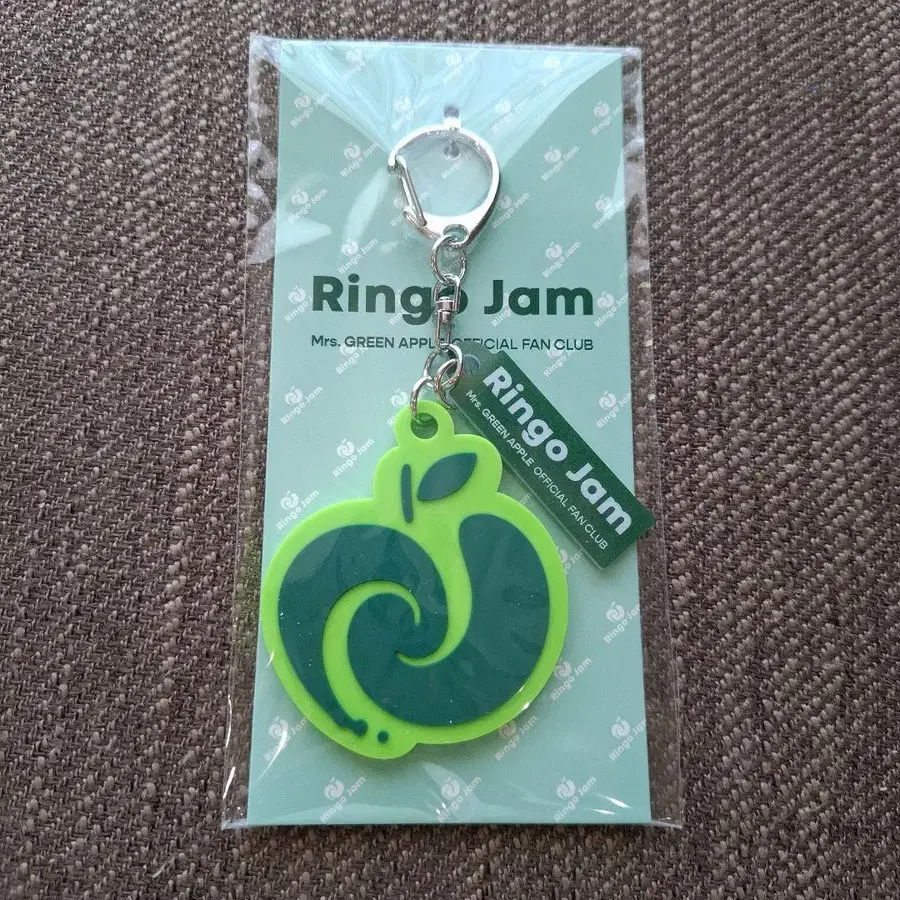 Ringo Jam
Mrs. GREEN APPLE OFFICIAL FAN CLUB
Ringo Jam
Mrs. GREEN APPLE OFFICIAL FAN CLUB